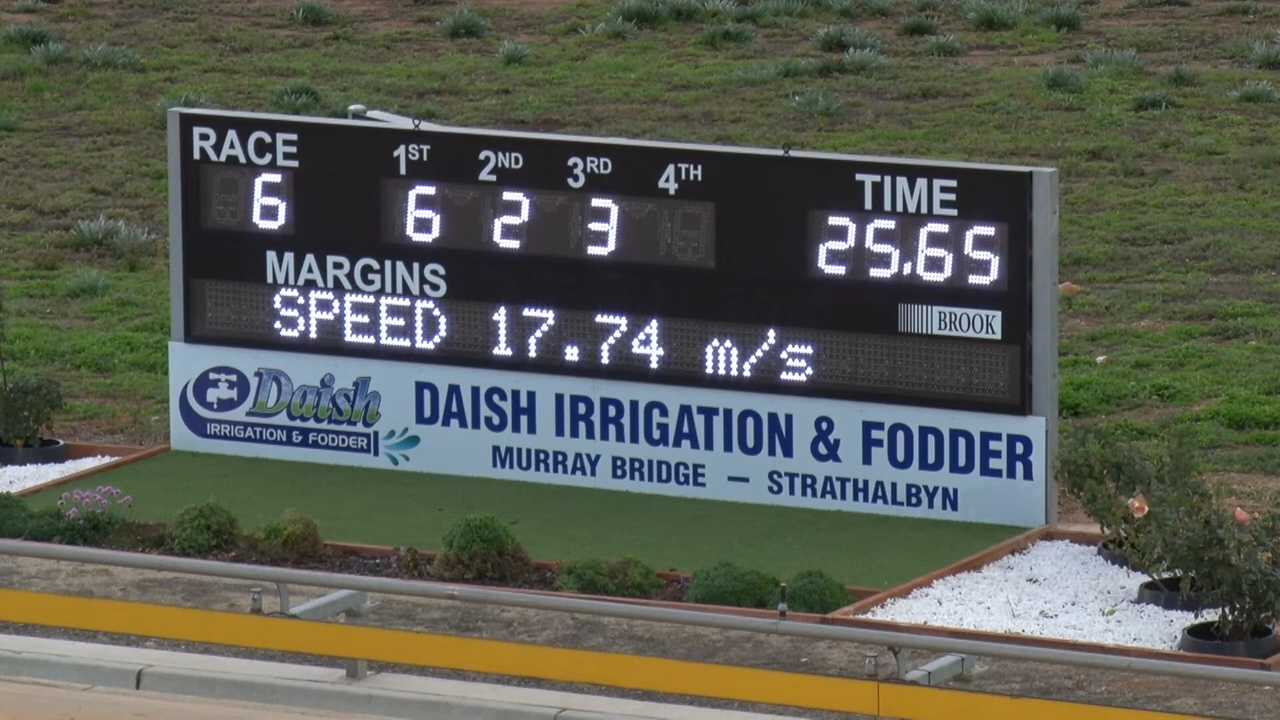 RACE 1ST 2ND 3RD 4TH TIME
6 6 2 3 25.65
MARGINS
BROOK
SPEED 17.74 m/s
Daish
IRRIGATION & FODDER
DAISH IRRIGATION & FODDER
MURRAY BRIDGE — STRATHALBYN